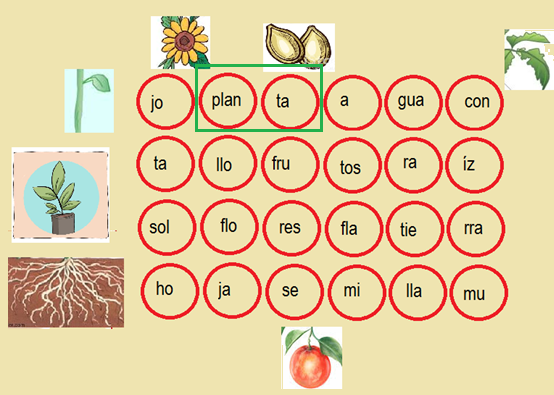 jo plan ta a gua con
ta llo fru tos ra íz
sol flo res fla tie rra
ho ja se mi lla mu